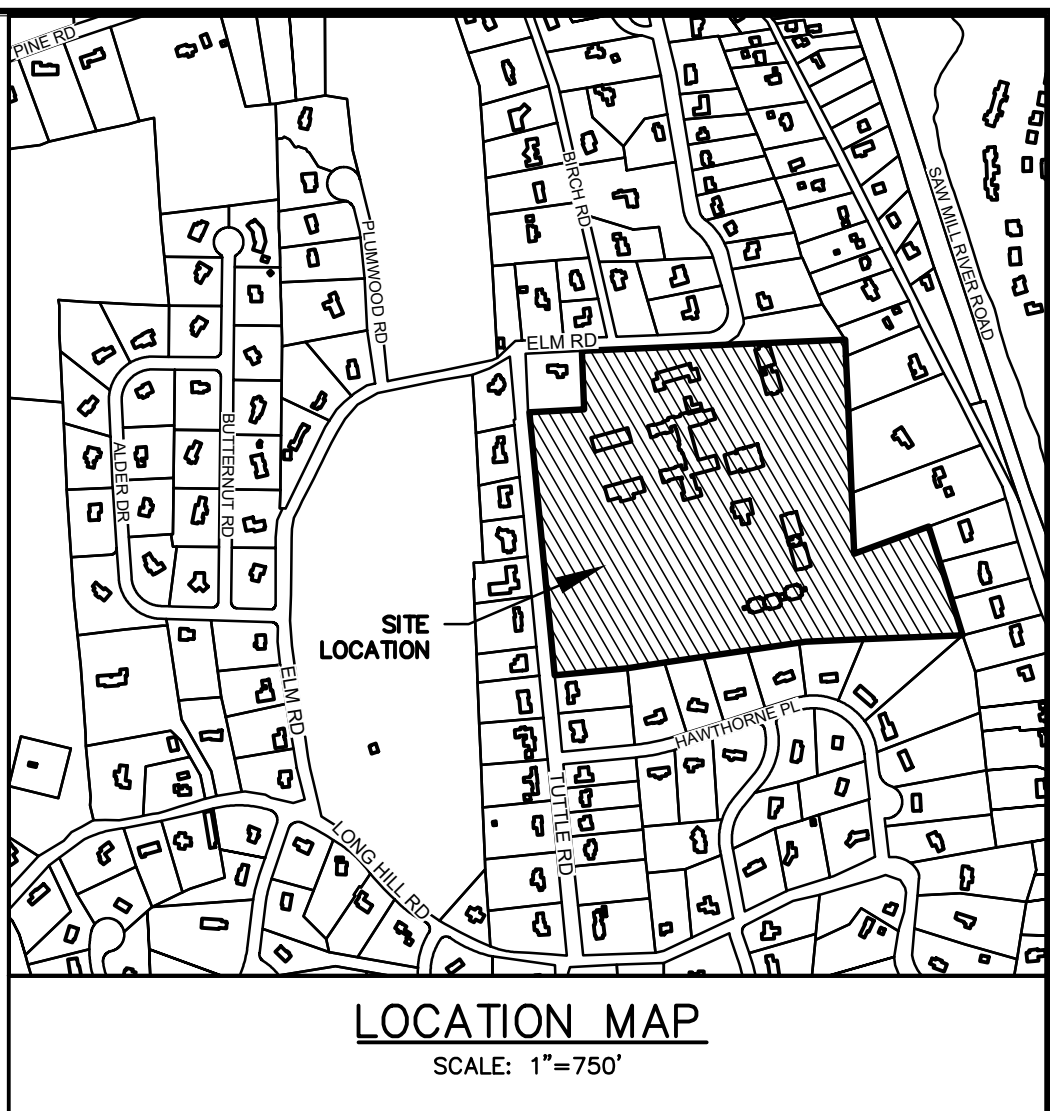 PINE RD
SAW MILL RIVER ROAD
BIRCH RD
PLUMWOOD RD
ELM RD
BUTTERNUT RD
ALDER DR
SITE
LOCATION
ELM RD
HAWTHORNE PL
TUTTLE RD
LONG HILL RD
LOCATION MAP
SCALE: 1"=750'